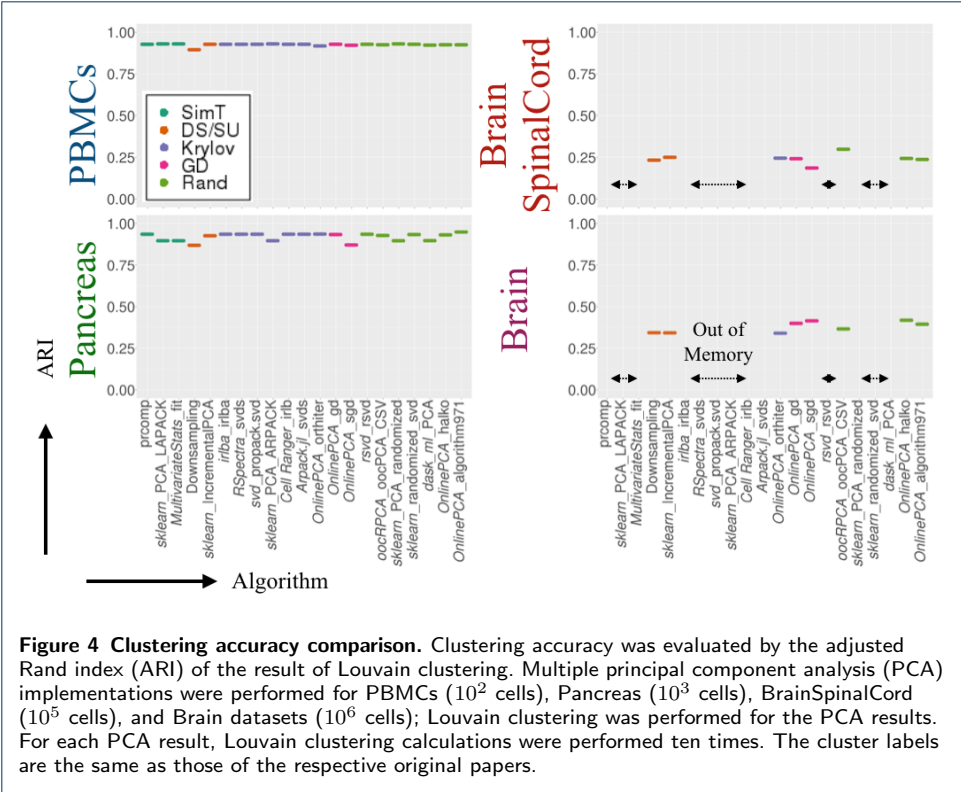 PBMCs
1.00
0.75
0.50
0.25
0.00
SimT
DS/SU
Krylov
GD
Rand
Brain
SpinalCord
1.00
0.75
0.50
0.25
0.00
Pancreas
1.00
0.75
0.50
0.25
0.00
Brain
1.00
0.75
0.50
0.25
0.00
Out of
Memory
ARI
prcomp
sklearn_PCA_LAPACK
MultivariateStats_fit
Downsampling
sklearn_IncrementalPCA
irlba_irlba
RSpectra_svds
svd_propack.svd
sklearn_PCA_ARPACK
Cell Ranger_irlb
Arpack.jl_svds
OnlinePCA_orthiter
OnlinePCA_gd
OnlinePCA_sgd
rsvd_rsvd
oocRPCA_oocPCA_CSV
sklearn_PCA_randomized
sklearn_randomized_svd
dask_ml_PCA
OnlinePCA_halko
OnlinePCA_algorithm971
prcomp
sklearn_PCA_LAPACK
MultivariateStats_fit
Downsampling
sklearn_IncrementalPCA
irlba_irlba
RSpectra_svds
svd_propack.svd
sklearn_PCA_ARPACK
Cell Ranger_irlb
Arpack.jl_svds
OnlinePCA_orthiter
OnlinePCA_gd
OnlinePCA_sgd
rsvd_rsvd
oocRPCA_oocPCA_CSV
sklearn_PCA_randomized
sklearn_randomized_svd
dask_ml_PCA
OnlinePCA_halko
OnlinePCA_algorithm971
Algorithm
Figure 4 Clustering accuracy comparison. Clustering accuracy was evaluated by the adjusted
Rand index (ARI) of the result of Louvain clustering. Multiple principal component analysis (PCA)
implementations were performed for PBMCs (10² cells), Pancreas (10³ cells), BrainSpinalCord
(10⁵ cells), and Brain datasets (10⁶ cells); Louvain clustering was performed for the PCA results.
For each PCA result, Louvain clustering calculations were performed ten times. The cluster labels
are the same as those of the respective original papers.